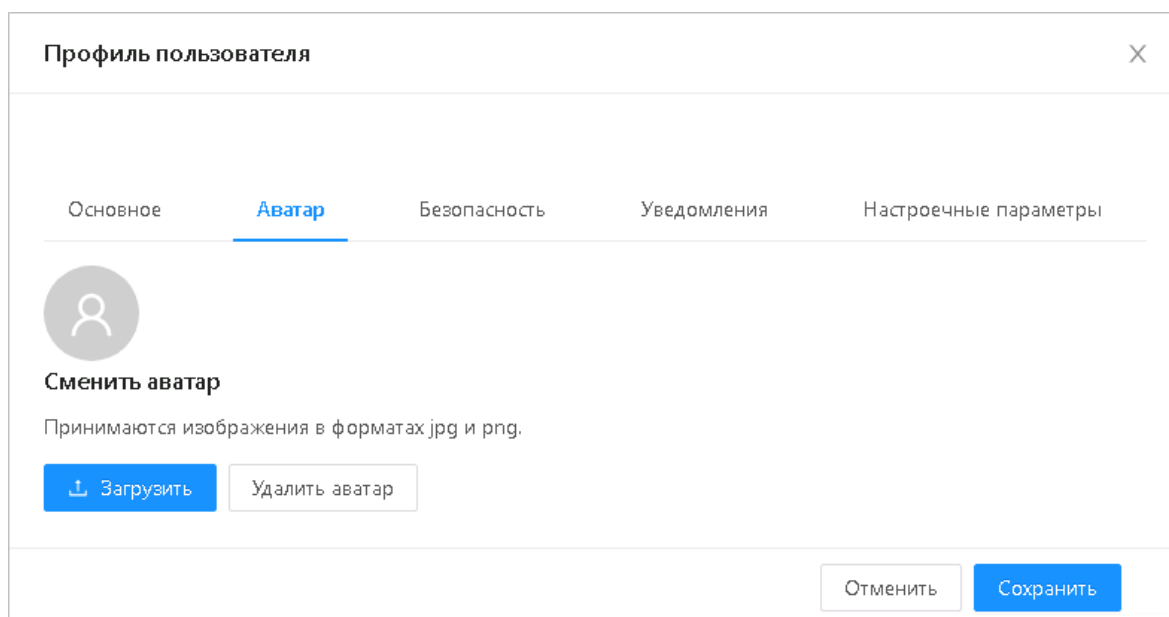 Профиль пользователя
Основное Аватар Безопасность Уведомления Настроечные параметры
Сменить аватар
Принимаются изображения в форматах jpg и png.
Загрузить Удалить аватар
Отменить Сохранить